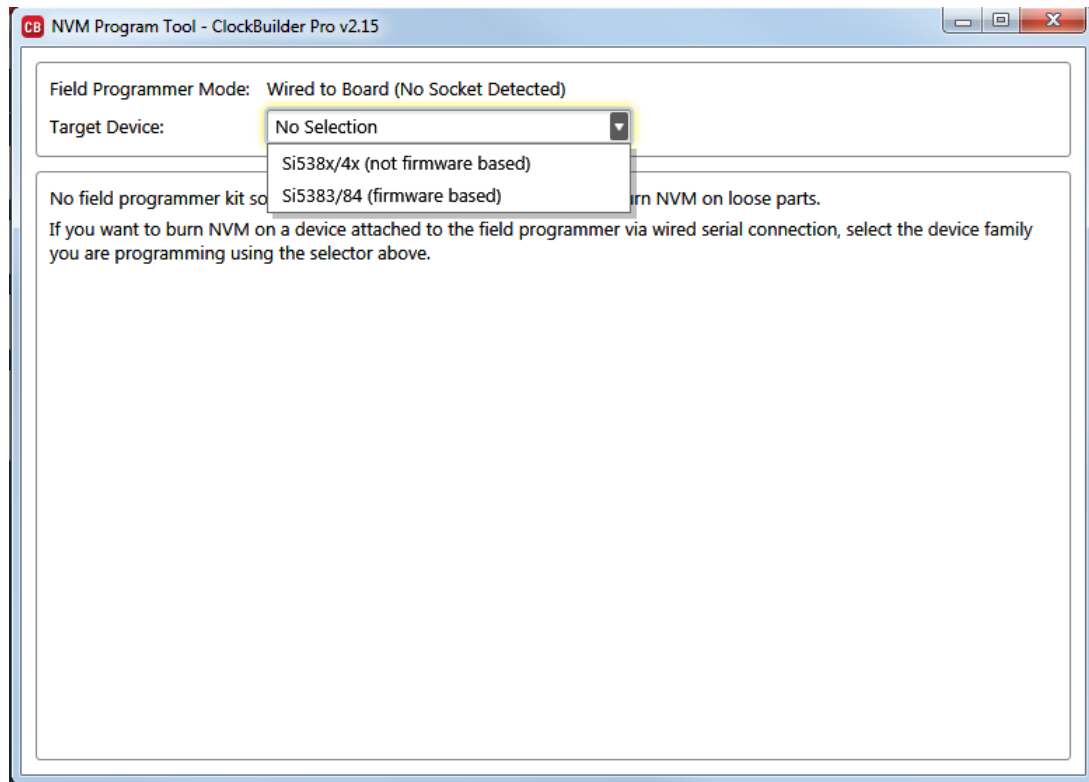 CB NVM Program Tool - ClockBuilder Pro v2.15
Field Programmer Mode: Wired to Board (No Socket Detected)
Target Device: No Selection
Si538x/4x (not firmware based)
Si5383/84 (firmware based)
No field programmer kit so rn NVM on loose parts.
If you want to burn NVM on a device attached to the field programmer via wired serial connection, select the device family
you are programming using the selector above.